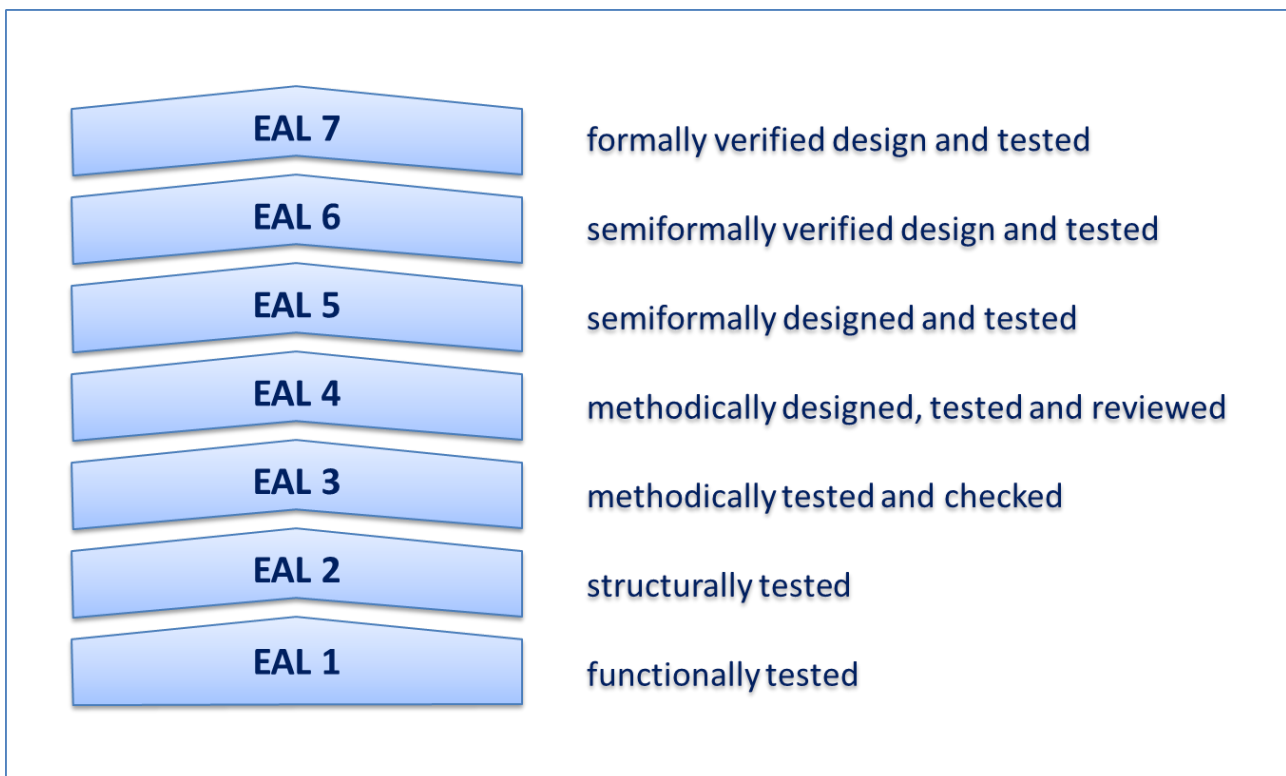 EAL 7 formally verified design and tested
EAL 6 semiformally verified design and tested
EAL 5 semiformally designed and tested
EAL 4 methodically designed, tested and reviewed
EAL 3 methodically tested and checked
EAL 2 structurally tested
EAL 1 functionally tested